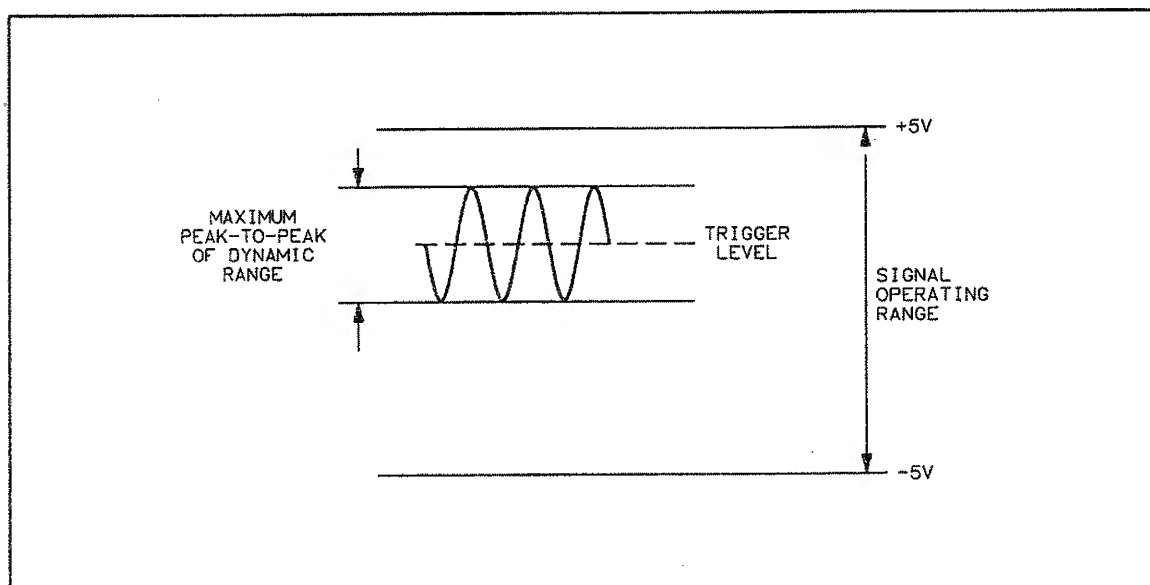 +5V
MAXIMUM
PEAK-TO-PEAK
OF DYNAMIC
RANGE
TRIGGER
LEVEL
SIGNAL
OPERATING
RANGE
-5V